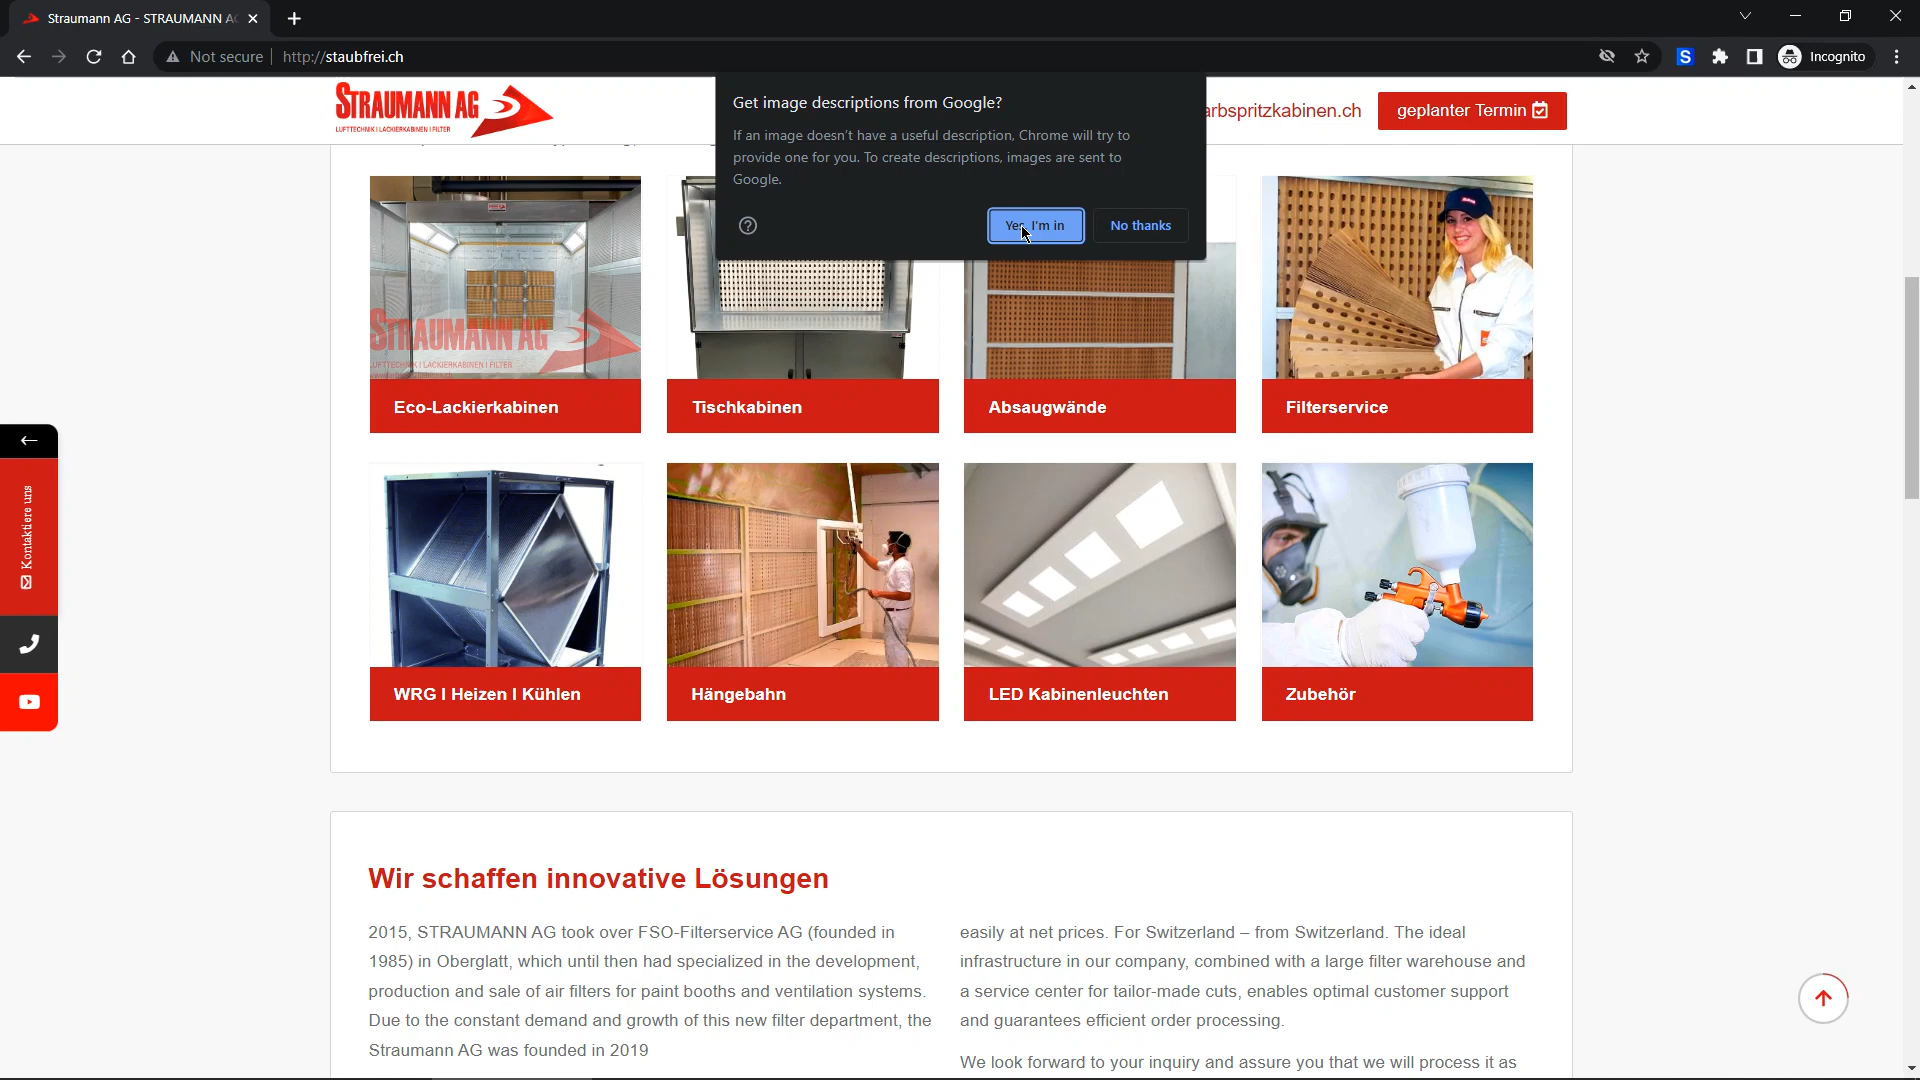 Straumann AG - STRAUMANN AG
Not secure
http://staubfrei.ch
Incognito
STRAUMANN AG
LUFTTECHNIK I LACKIERKABINEN I FILTER
Get image descriptions from Google?
If an image doesn't have a useful description, Chrome will try to
provide one for you. To create descriptions, images are sent to
Google.
Yes, I'm in
No thanks
arbspritzkabinen.ch
geplanter Termin
STRAUMANN AG
LUFTTECHNIK I LACKIERKABINEN I FILTER
Eco-Lackierkabinen
Tischkabinen
Absaugwände
Filterservice
Kontaktiere uns
WRG I Heizen I Kühlen
Hängebahn
LED Kabinenleuchten
Zubehör
Wir schaffen innovative Lösungen
2015, STRAUMANN AG took over FSO-Filterservice AG (founded in
1985) in Oberglatt, which until then had specialized in the development,
production and sale of air filters for paint booths and ventilation systems.
Due to the constant demand and growth of this new filter department, the
Straumann AG was founded in 2019
easily at net prices. For Switzerland – from Switzerland. The ideal
infrastructure in our company, combined with a large filter warehouse and
a service center for tailor-made cuts, enables optimal customer support
and guarantees efficient order processing.
We look forward to your inquiry and assure you that we will process it as